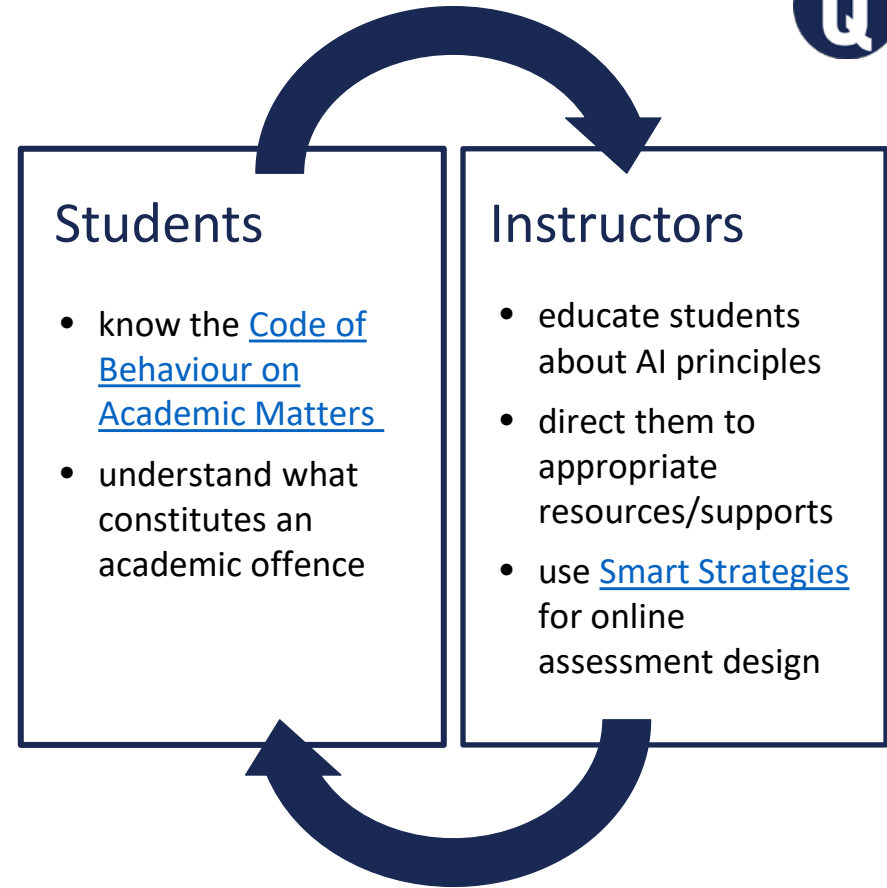 Students
• know the Code of
Behaviour on
Academic Matters
• understand what
constitutes an
academic offence
Instructors
• educate students
about AI principles
• direct them to
appropriate
resources/supports
• use Smart Strategies
for online
assessment design